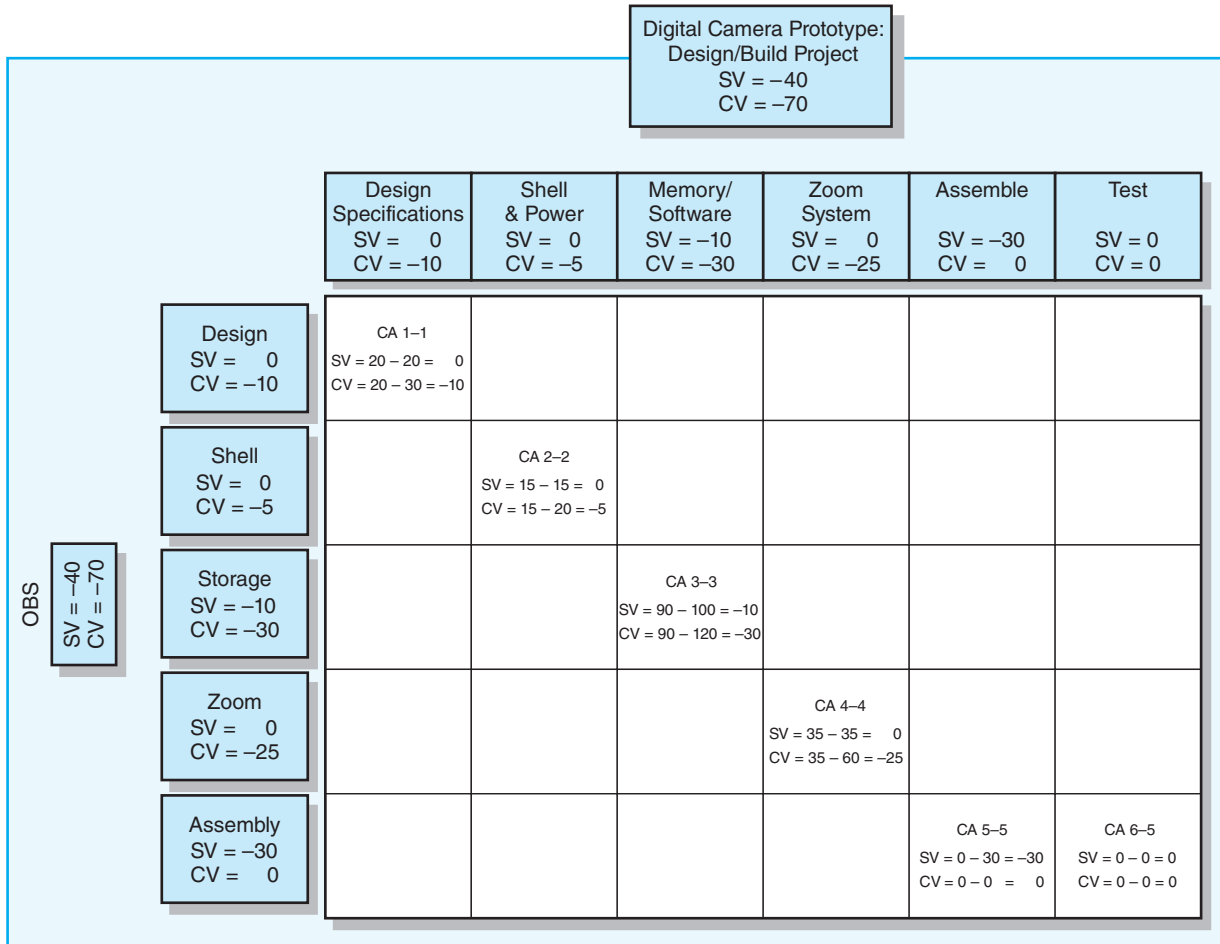 Digital Camera Prototype:
Design/Build Project
SV = –40
CV = –70
Design
Specifications
SV = 0
CV = –10
Shell
& Power
SV = 0
CV = –5
Memory/
Software
SV = –10
CV = –30
Zoom
System
SV = 0
CV = –25
Assemble
SV = –30
CV = 0
Test
SV = 0
CV = 0
Design
SV = 0
CV = –10
CA 1–1
SV = 20 – 20 = 0
CV = 20 – 30 = –10
Shell
SV = 0
CV = –5
CA 2–2
SV = 15 – 15 = 0
CV = 15 – 20 = –5
OBS
SV = –40
CV = –70
Storage
SV = –10
CV = –30
CA 3–3
SV = 90 – 100 = –10
CV = 90 – 120 = –30
Zoom
SV = 0
CV = –25
CA 4–4
SV = 35 – 35 = 0
CV = 35 – 60 = –25
Assembly
SV = –30
CV = 0
CA 5–5
SV = 0 – 30 = –30
CV = 0 – 0 = 0
CA 6–5
SV = 0 – 0 = 0
CV = 0 – 0 = 0